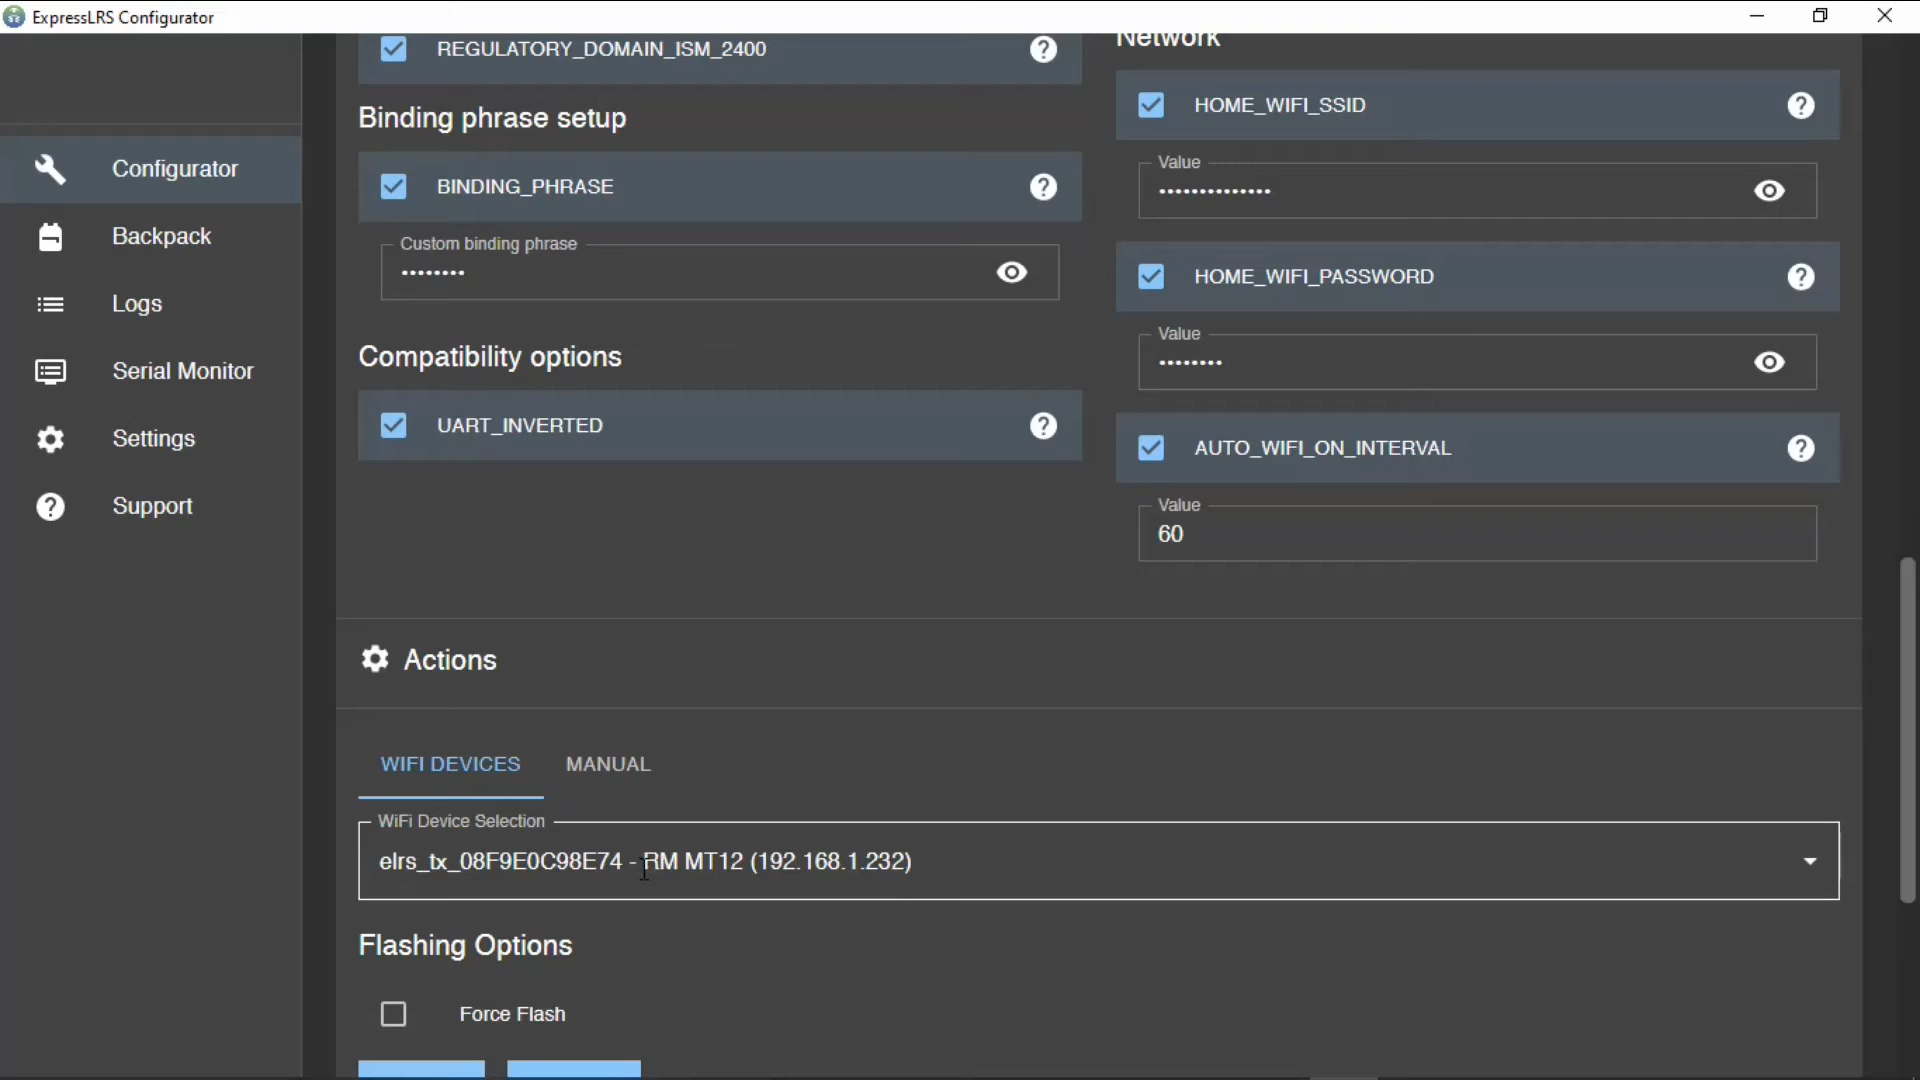 ExpressLRS Configurator
Configurator
Backpack
Logs
Serial Monitor
Settings
Support
REGULATORY_DOMAIN_ISM_2400
Binding phrase setup
BINDING_PHRASE
Custom binding phrase
••••••••
Compatibility options
UART_INVERTED
Network
HOME_WIFI_SSID
Value
••••••••••••••
HOME_WIFI_PASSWORD
Value
••••••••
AUTO_WIFI_ON_INTERVAL
Value
60
Actions
WIFI DEVICES
MANUAL
WiFi Device Selection
elrs_tx_08F9E0C98E74 - RM MT12 (192.168.1.232)
Flashing Options
Force Flash